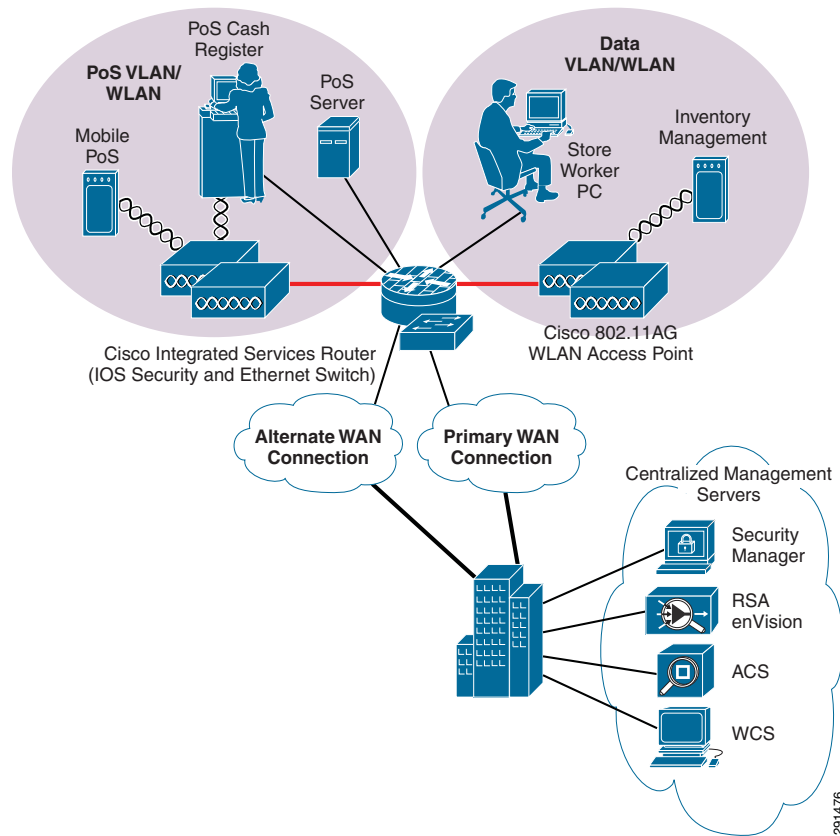 PoS Cash
Register
PoS VLAN/
WLAN
PoS
Server
Mobile
PoS
Data
VLAN/WLAN
Inventory
Management
Store
Worker
PC
Cisco Integrated Services Router
(IOS Security and Ethernet Switch)
Cisco 802.11AG
WLAN Access Point
Alternate WAN
Connection
Primary WAN
Connection
Centralized Management
Servers
Security
Manager
RSA
enVision
ACS
WCS
291476